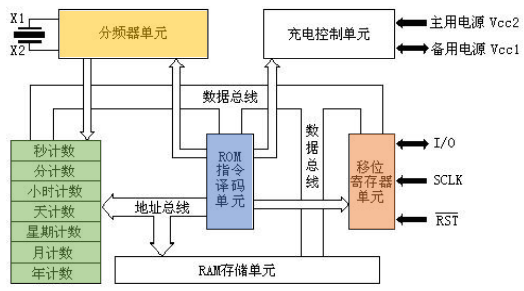 X1
X2
分频器单元
充电控制单元
主用电源 Vcc2
备用电源 Vcc1
数据总线
数据总线
秒计数
分计数
小时计数
天计数
星期计数
月计数
年计数
地址总线
ROM
指令
译码
单元
移位
寄存器
单元
I/O
SCLK
RST
RAM存储单元